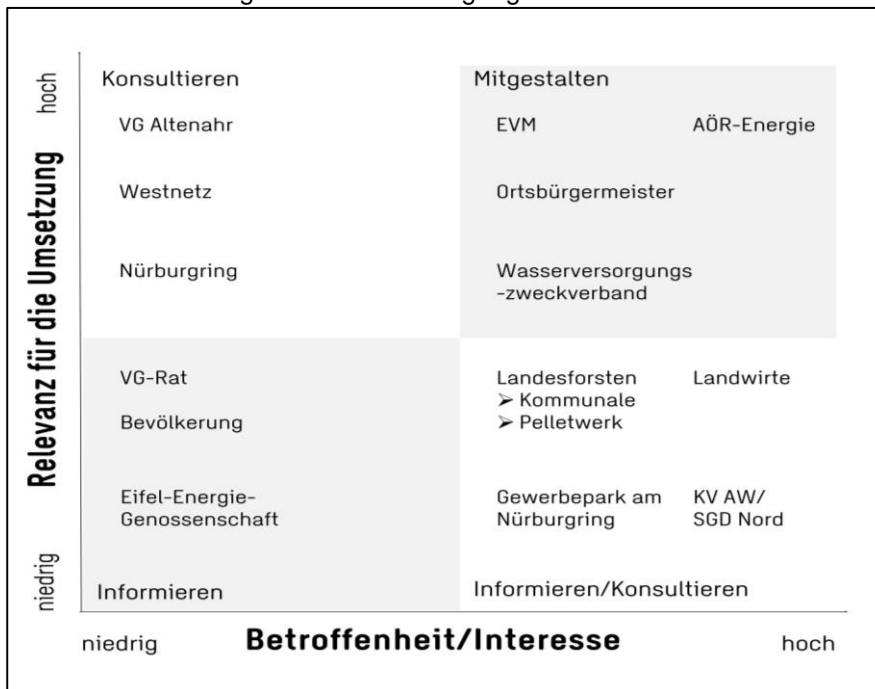 hoch
Relevanz für die Umsetzung
niedrig
Konsultieren
VG Altenahr
Westnetz
Nürburgring
Mitgestalten
EVM
AÖR-Energie
Ortsbürgermeister
Wasserversorgungs
-zweckverband
VG-Rat
Bevölkerung
Eifel-Energie-
Genossenschaft
Informieren
Landesforsten
➢ Kommunale
➢ Pelletwerk
Landwirte
Gewerbepark am
Nürburgring
KV AW/
SGD Nord
Informieren/Konsultieren
niedrig
Betroffenheit/Interesse
hoch